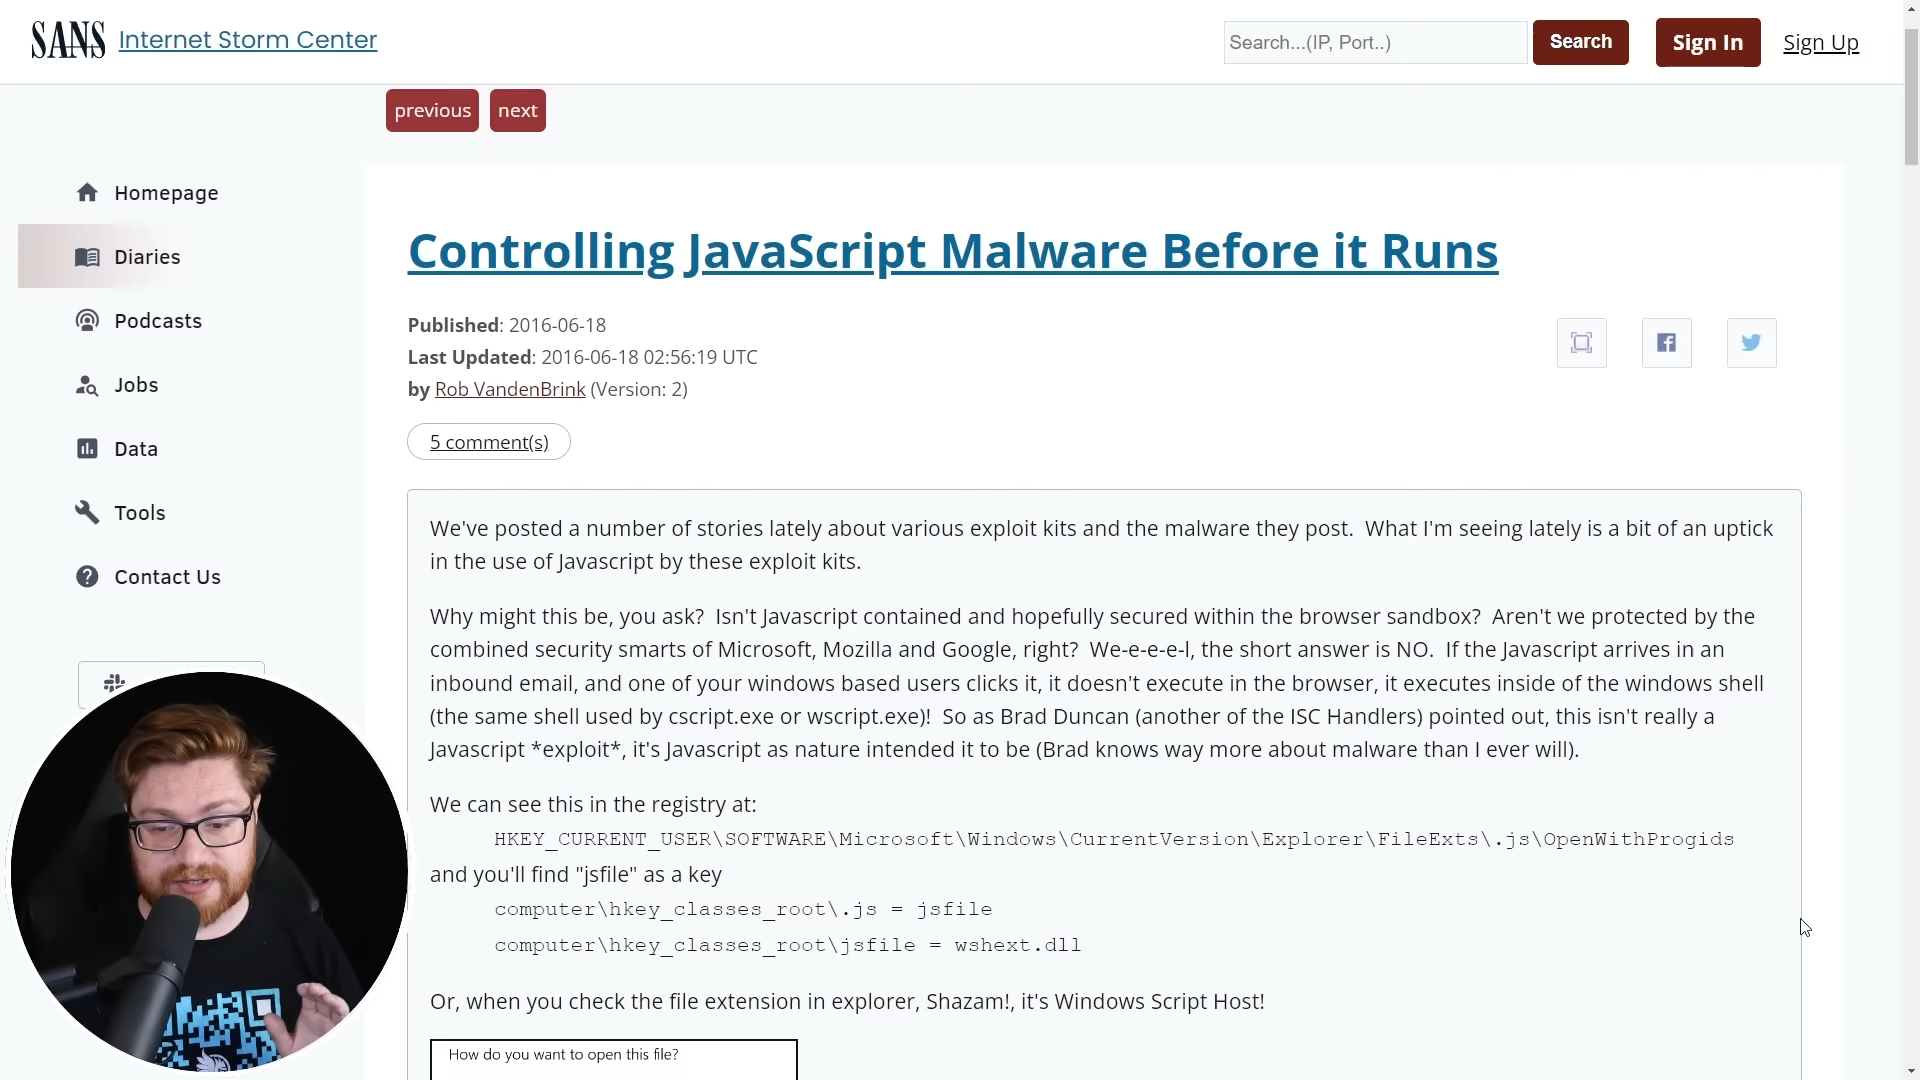 SANS Internet Storm Center
Search...(IP, Port..)
Search
Sign In
Sign Up
previous
next
Homepage
Diaries
Podcasts
Jobs
Data
Tools
Contact Us
Controlling JavaScript Malware Before it Runs
Published: 2016-06-18
Last Updated: 2016-06-18 02:56:19 UTC
by Rob VandenBrink (Version: 2)
5 comment(s)
We've posted a number of stories lately about various exploit kits and the malware they post.  What I'm seeing lately is a bit of an uptick
in the use of Javascript by these exploit kits.
Why might this be, you ask?  Isn't Javascript contained and hopefully secured within the browser sandbox?  Aren't we protected by the
combined security smarts of Microsoft, Mozilla and Google, right?  We-e-e-e-l, the short answer is NO.  If the Javascript arrives in an
inbound email, and one of your windows based users clicks it, it doesn't execute in the browser, it executes inside of the windows shell
(the same shell used by cscript.exe or wscript.exe)!  So as Brad Duncan (another of the ISC Handlers) pointed out, this isn't really a
Javascript *exploit*, it's Javascript as nature intended it to be (Brad knows way more about malware than I ever will).
We can see this in the registry at:
HKEY_CURRENT_USER\SOFTWARE\Microsoft\Windows\CurrentVersion\Explorer\FileExts\.js\OpenWithProgids
and you'll find "jsfile" as a key
computer\hkey_classes_root\.js = jsfile
computer\hkey_classes_root\jsfile = wshext.dll
Or, when you check the file extension in explorer, Shazam!, it's Windows Script Host!
How do you want to open this file?